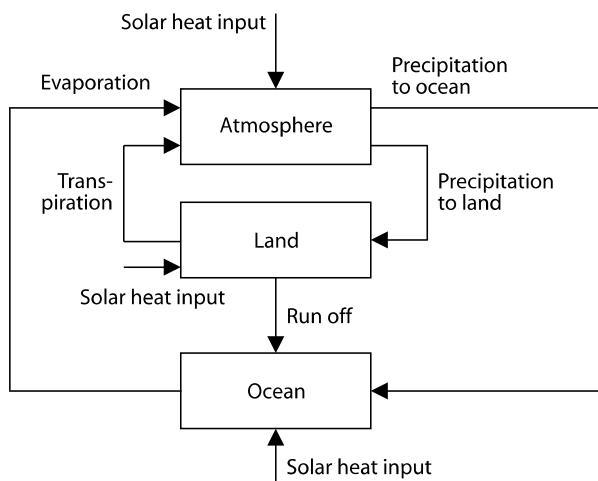 Solar heat input
Evaporation
Precipitation
to ocean
Atmosphere
Trans-
piration
Precipitation
to land
Land
Solar heat input
Run off
Ocean
Solar heat input